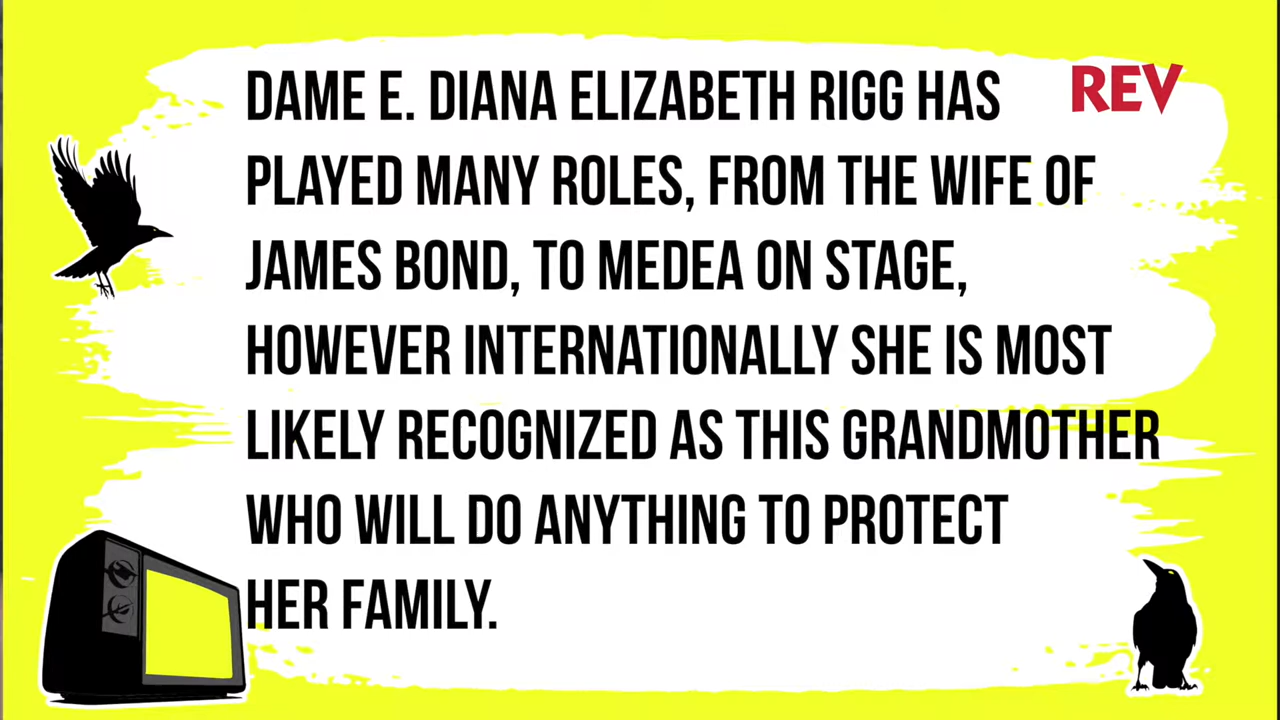 DAME E. DIANA ELIZABETH RIGG HAS
REV
PLAYED MANY ROLES, FROM THE WIFE OF
JAMES BOND, TO MEDEA ON STAGE,
HOWEVER INTERNATIONALLY SHE IS MOST
LIKELY RECOGNIZED AS THIS GRANDMOTHER
WHO WILL DO ANYTHING TO PROTECT
HER FAMILY.